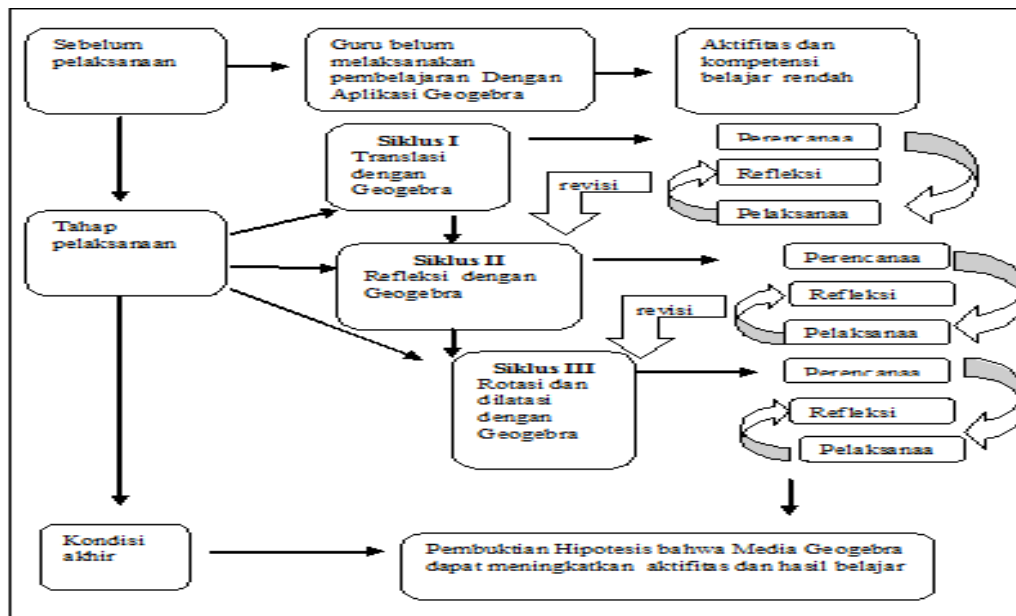 Sebelum
pelaksanaan
Guru belum
melaksanakan
pembelajaran Dengan
Aplikasi Geogebra
Aktifitas dan
kompetensi
belajar rendah
Siklus I
Translasi
dengan
Geogebra
Perencanaa
Refleksi
Pelaksanaa
revisi
Tahap
pelaksanaan
Siklus II
Refleksi dengan
Geogebra
Perencanaa
Refleksi
Pelaksanaa
revisi
Siklus III
Rotasi dan
dilatasi
dengan
Geogebra
Perencanaa
Refleksi
Pelaksanaa
Kondisi
akhir
Pembuktian Hipotesis bahwa Media Geogebra
dapat meningkatkan aktifitas dan hasil belajar